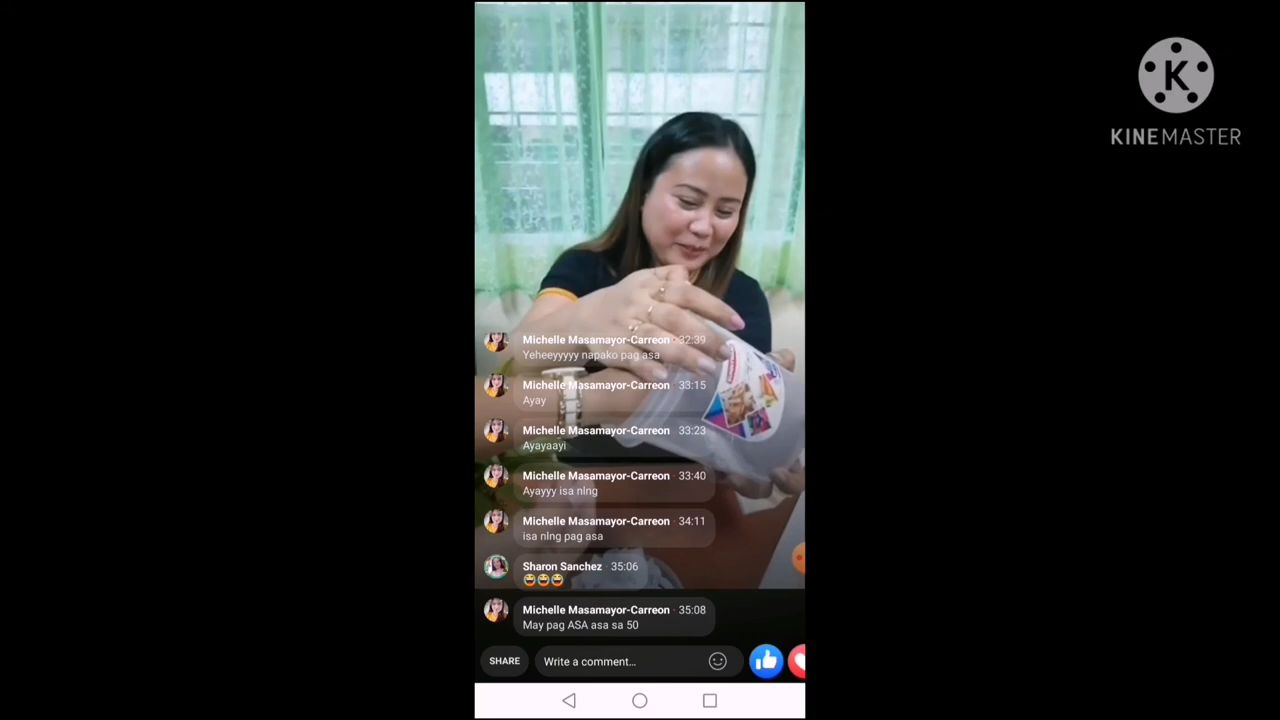 KINEMASTER
Michelle Masamayor-Carreon · 32:39
Yeheeyyyyy napako pag asa
Michelle Masamayor-Carreon · 33:15
Ayay
Michelle Masamayor-Carreon · 33:23
Ayayaayi
Michelle Masamayor-Carreon · 33:40
Ayayyy isa nlng
Michelle Masamayor-Carreon · 34:11
isa nlng pag asa
Sharon Sanchez · 35:06
😂😂😂
Michelle Masamayor-Carreon · 35:08
May pag ASA asa sa 50
SHARE
Write a comment...